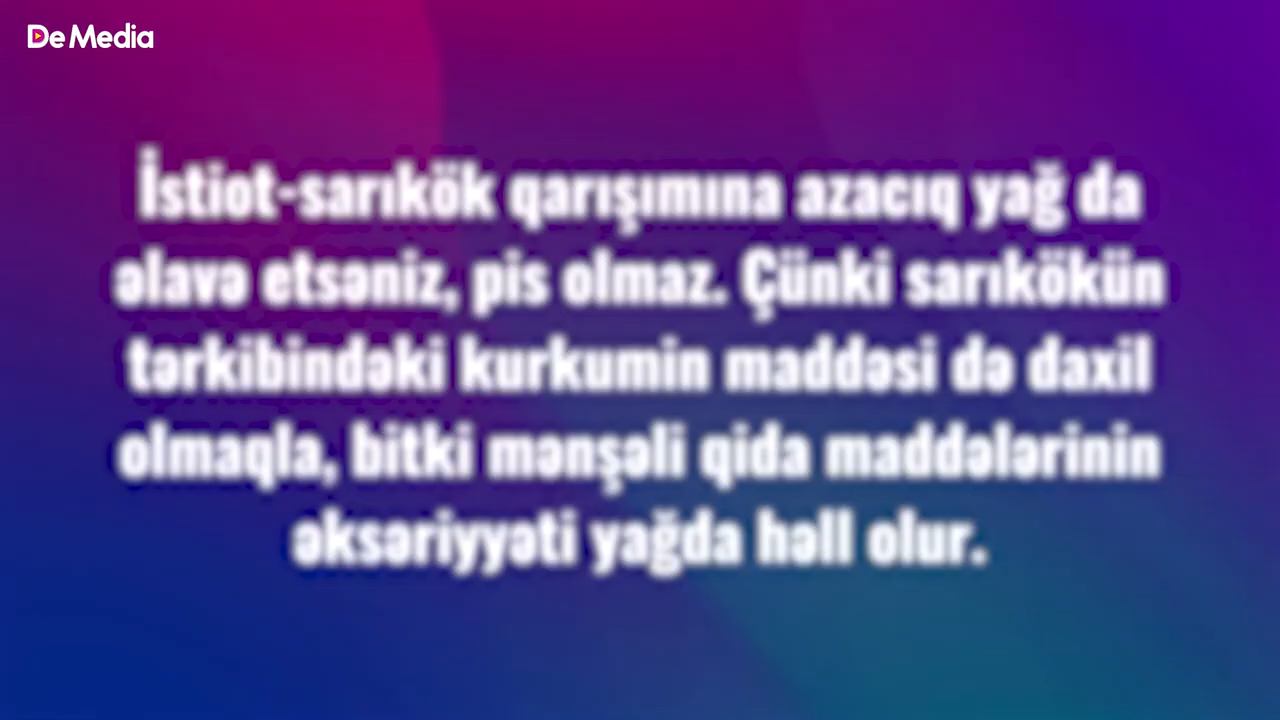 De Media
İstiot-sarıkök qarışımına azacıq yağ da
əlavə etsəniz, pis olmaz. Çünki sarıkökün
tərkibindəki kurkumin maddəsi də daxil
olmaqla, bitki mənşəli qida maddələrinin
əksəriyyəti yağda həll olur.